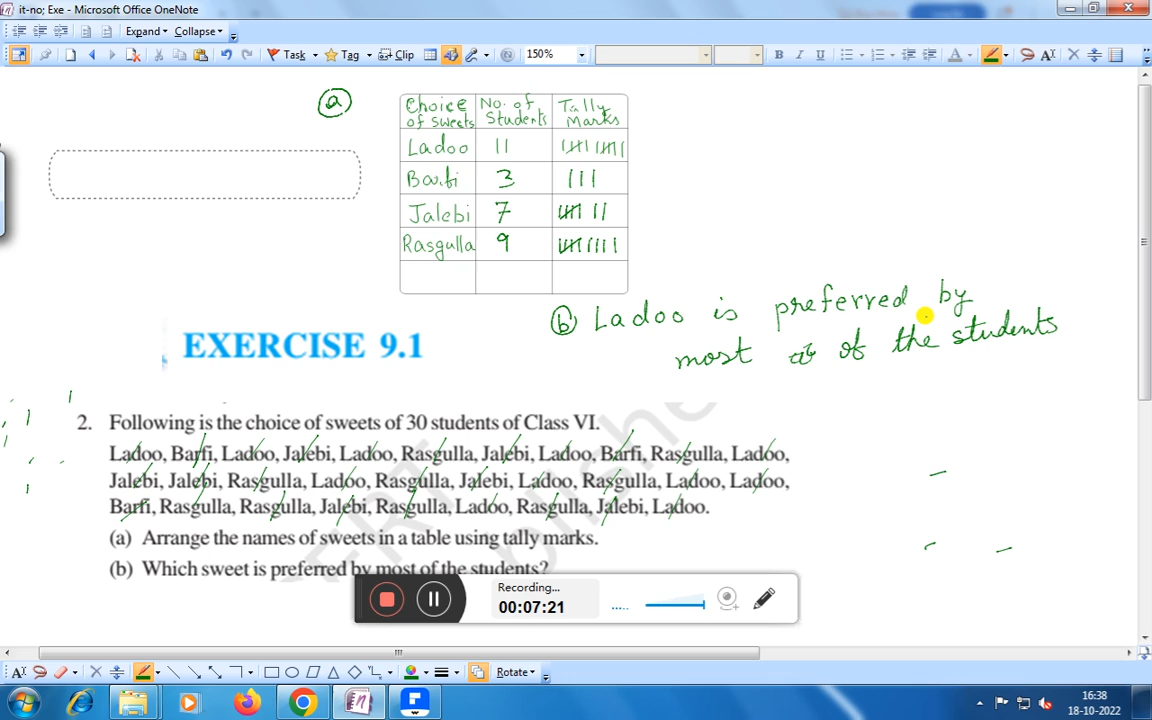 it-no; Exe - Microsoft Office OneNote
Expand Collapse
Task Tag Clip 150% B I U
a
Choice of Sweets No. of Students Tally Marks
Ladoo 11
Barfi 3
Jalebi 7
Rasgulla 9
b Ladoo is preferred by
most of the students
EXERCISE 9.1
2. Following is the choice of sweets of 30 students of Class VI.
Ladoo, Barfi, Ladoo, Jalebi, Ladoo, Rasgulla, Jalebi, Ladoo, Barfi, Rasgulla, Ladoo,
Jalebi, Jalebi, Rasgulla, Ladoo, Rasgulla, Jalebi, Ladoo, Rasgulla, Ladoo, Ladoo,
Barfi, Rasgulla, Rasgulla, Jalebi, Rasgulla, Ladoo, Rasgulla, Jalebi, Ladoo.
(a) Arrange the names of sweets in a table using tally marks.
(b) Which sweet is preferred by most of the students?
Recording...
00:07:21
Rotate
16:38
18-10-2022